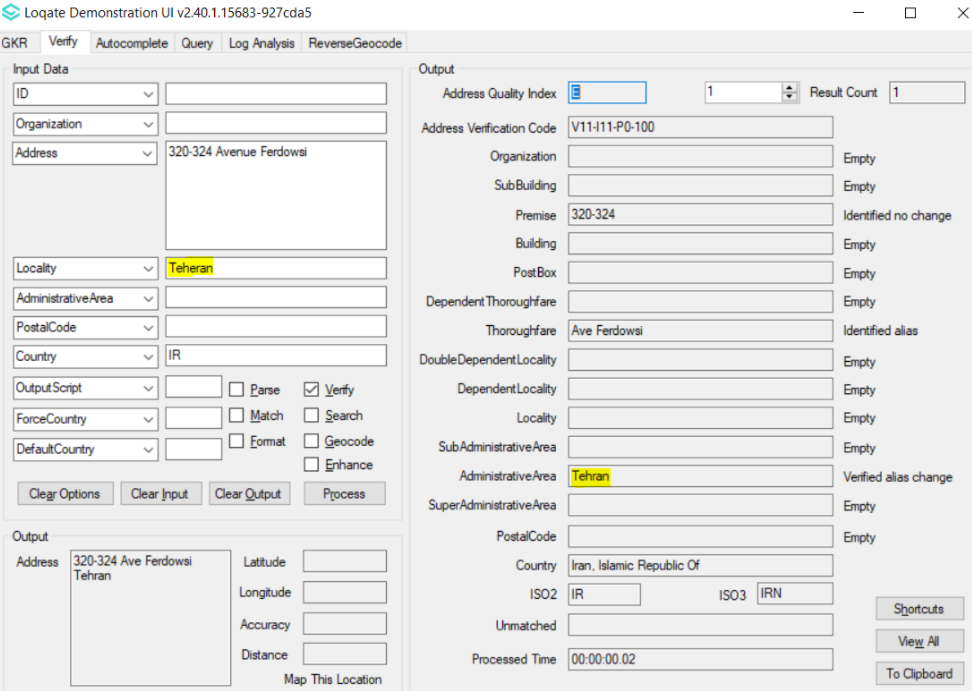 Loqate Demonstration UI v2.40.1.15683-927cda5
GKR Verify Autocomplete Query Log Analysis ReverseGeocode
Input Data
ID
Organization
Address 320-324 Avenue Ferdowsi
Locality Teheran
AdministrativeArea
PostalCode
Country IR
OutputScript Parse Verify
ForceCountry Match Search
DefaultCountry Format Geocode
Enhance
Clear Options Clear Input Clear Output Process
Output
Address 320-324 Ave Ferdowsi
Tehran
Latitude
Longitude
Accuracy
Distance
Map This Location
Output
Address Quality Index E 1 Result Count 1
Address Verification Code V11-I11-P0-100
Organization Empty
SubBuilding Empty
Premise 320-324 Identified no change
Building Empty
PostBox Empty
DependentThoroughfare Empty
Thoroughfare Ave Ferdowsi Identified alias
DoubleDependentLocality Empty
DependentLocality Empty
Locality Empty
SubAdministrativeArea Empty
AdministrativeArea Tehran Verified alias change
SuperAdministrativeArea Empty
PostalCode Empty
Country Iran, Islamic Republic Of
ISO2 IR ISO3 IRN
Unmatched
Processed Time 00:00:00.02
Shortcuts
View All
To Clipboard